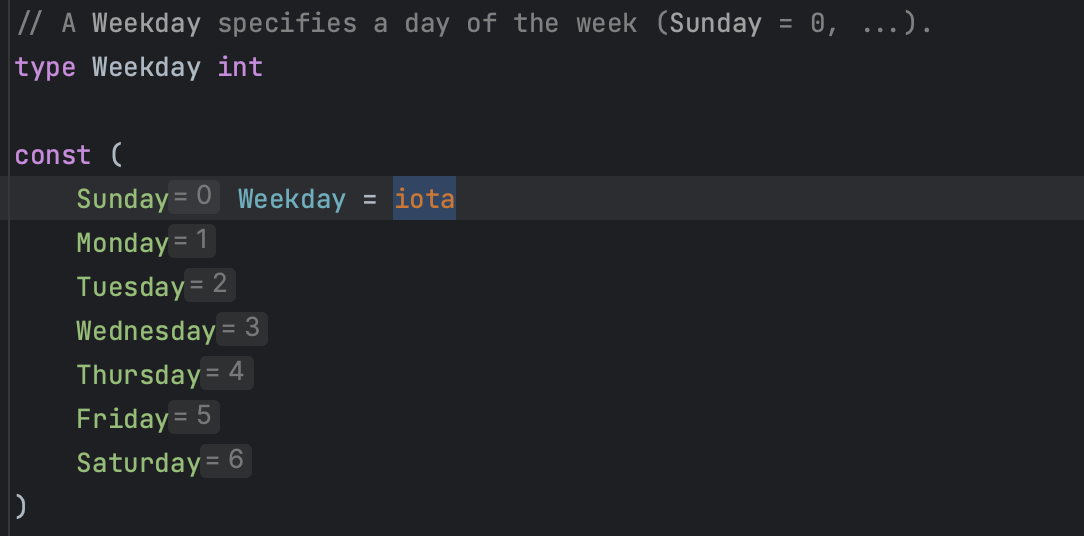 // A Weekday specifies a day of the week (Sunday = 0, ...).
type Weekday int
const (
Sunday = 0 Weekday = iota
Monday = 1
Tuesday = 2
Wednesday = 3
Thursday = 4
Friday = 5
Saturday = 6
)